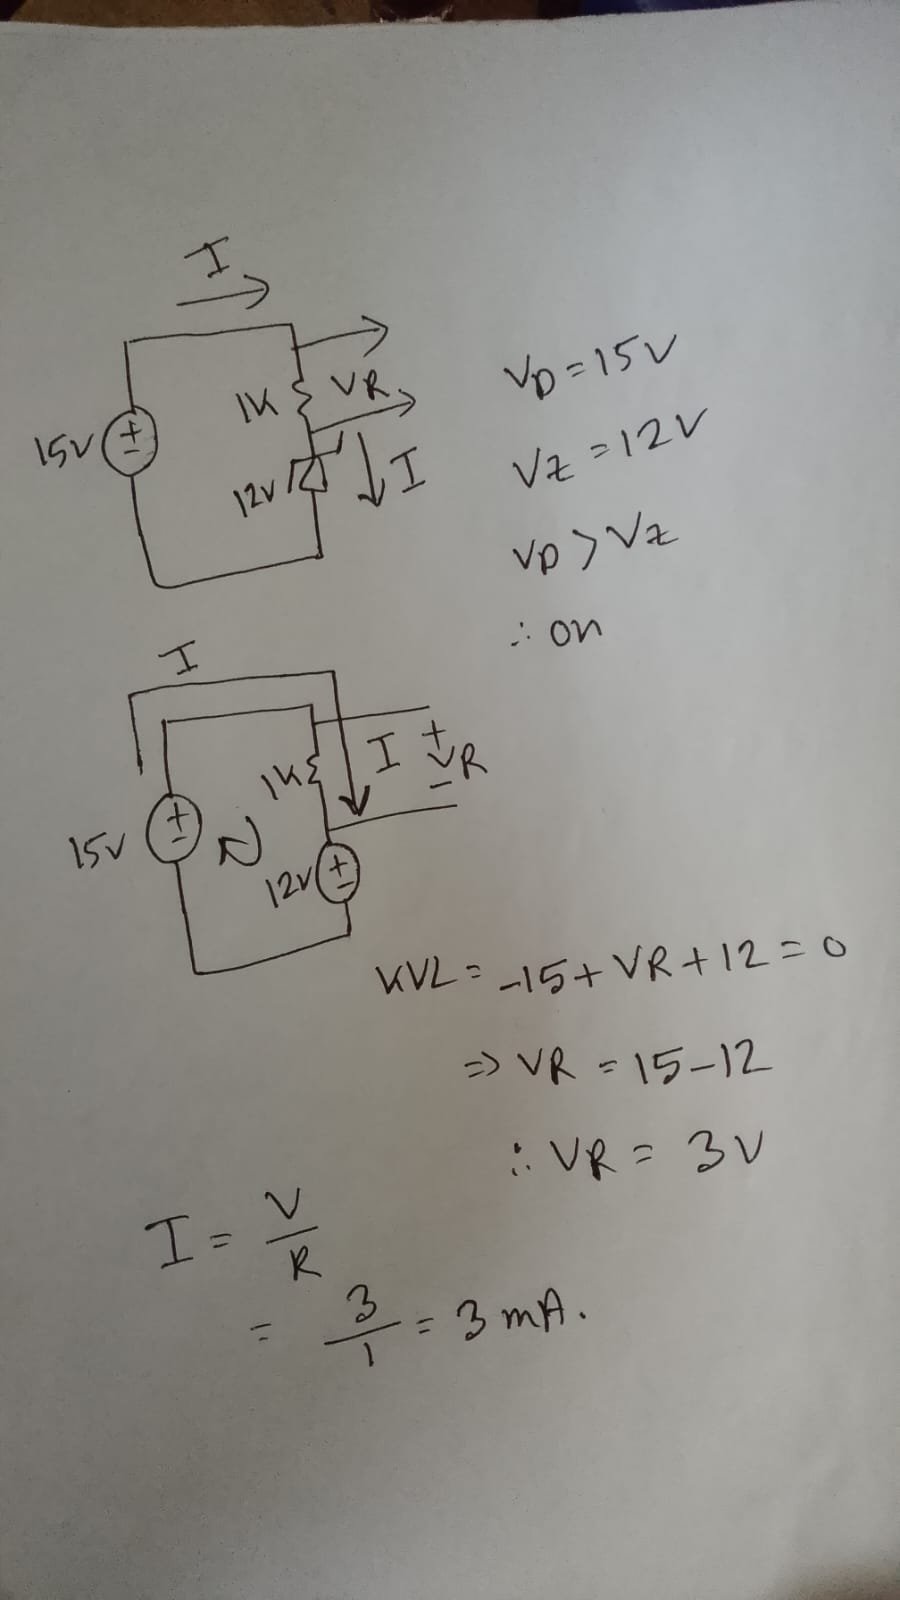 I
15V
+
-
1K
VR
12V
I
VD = 15V
VZ = 12V
VD > VZ
∴ on
I
15V
+
-
1K
I
+
VR
-
12V
+
-
KVL = -15 + VR + 12 = 0
=> VR = 15-12
∴ VR = 3V
I = V/R
= 3/1 = 3 mA.